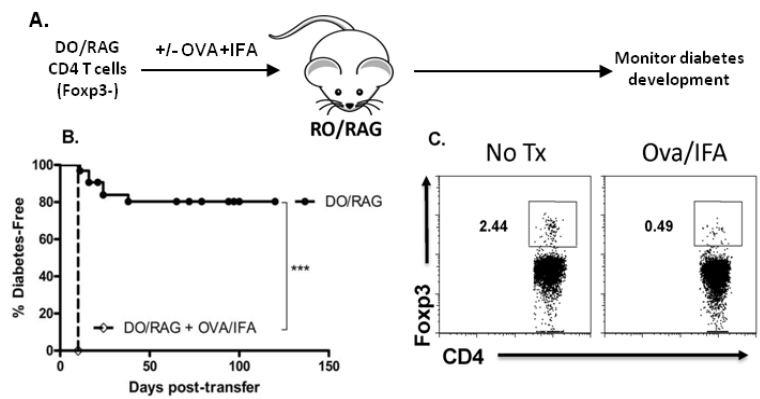 A.
DO/RAG
CD4 T cells
(Foxp3-)
+/- OVA+IFA
RO/RAG
Monitor diabetes
development
B.
% Diabetes-Free
100
80
60
40
20
0
DO/RAG
***
DO/RAG + OVA/IFA
0
50
100
150
Days post-transfer
C.
No Tx
Ova/IFA
2.44
0.49
Foxp3
CD4